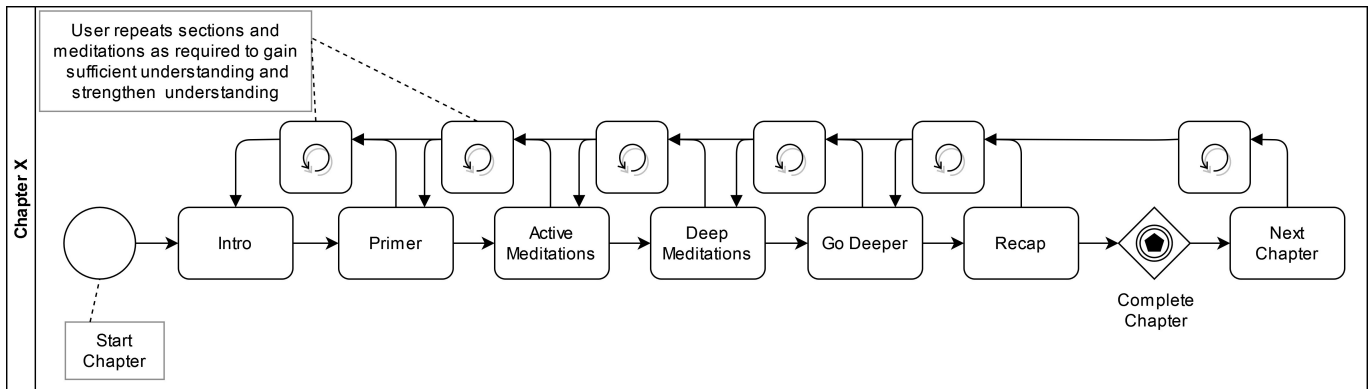 User repeats sections and
meditations as required to gain
sufficient understanding and
strengthen understanding
Chapter X
Intro
Primer
Active
Meditations
Deep
Meditations
Go Deeper
Recap
Next
Chapter
Complete
Chapter
Start
Chapter